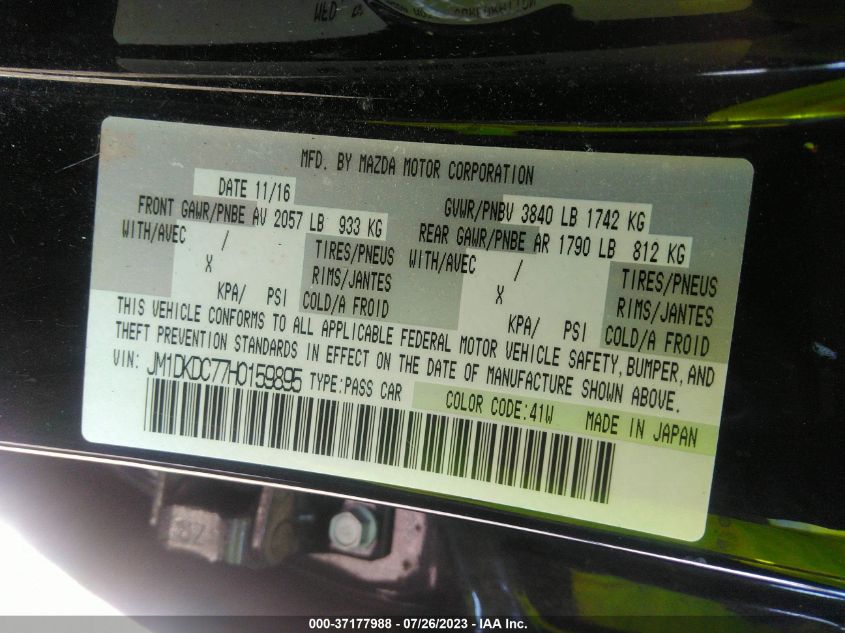 MFD. BY MAZDA MOTOR CORPORATION
DATE 11/16
GVWR/PNBV 3840 LB 1742 KG
FRONT GAWR/PNBE AV 2057 LB 933 KG
REAR GAWR/PNBE AR 1790 LB 812 KG
WITH/AVEC / TIRES/PNEUS
WITH/AVEC / TIRES/PNEUS
X RIMS/JANTES
X RIMS/JANTES
KPA/ PSI COLD/A FROID
KPA/ PSI COLD/A FROID
THIS VEHICLE CONFORMS TO ALL APPLICABLE FEDERAL MOTOR VEHICLE SAFETY, BUMPER, AND
THEFT PREVENTION STANDARDS IN EFFECT ON THE DATE OF MANUFACTURE SHOWN ABOVE.
VIN: JM1DKDC77H0159895 TYPE:PASS CAR
COLOR CODE:41W MADE IN JAPAN
000-37177988 - 07/26/2023 - IAA Inc.